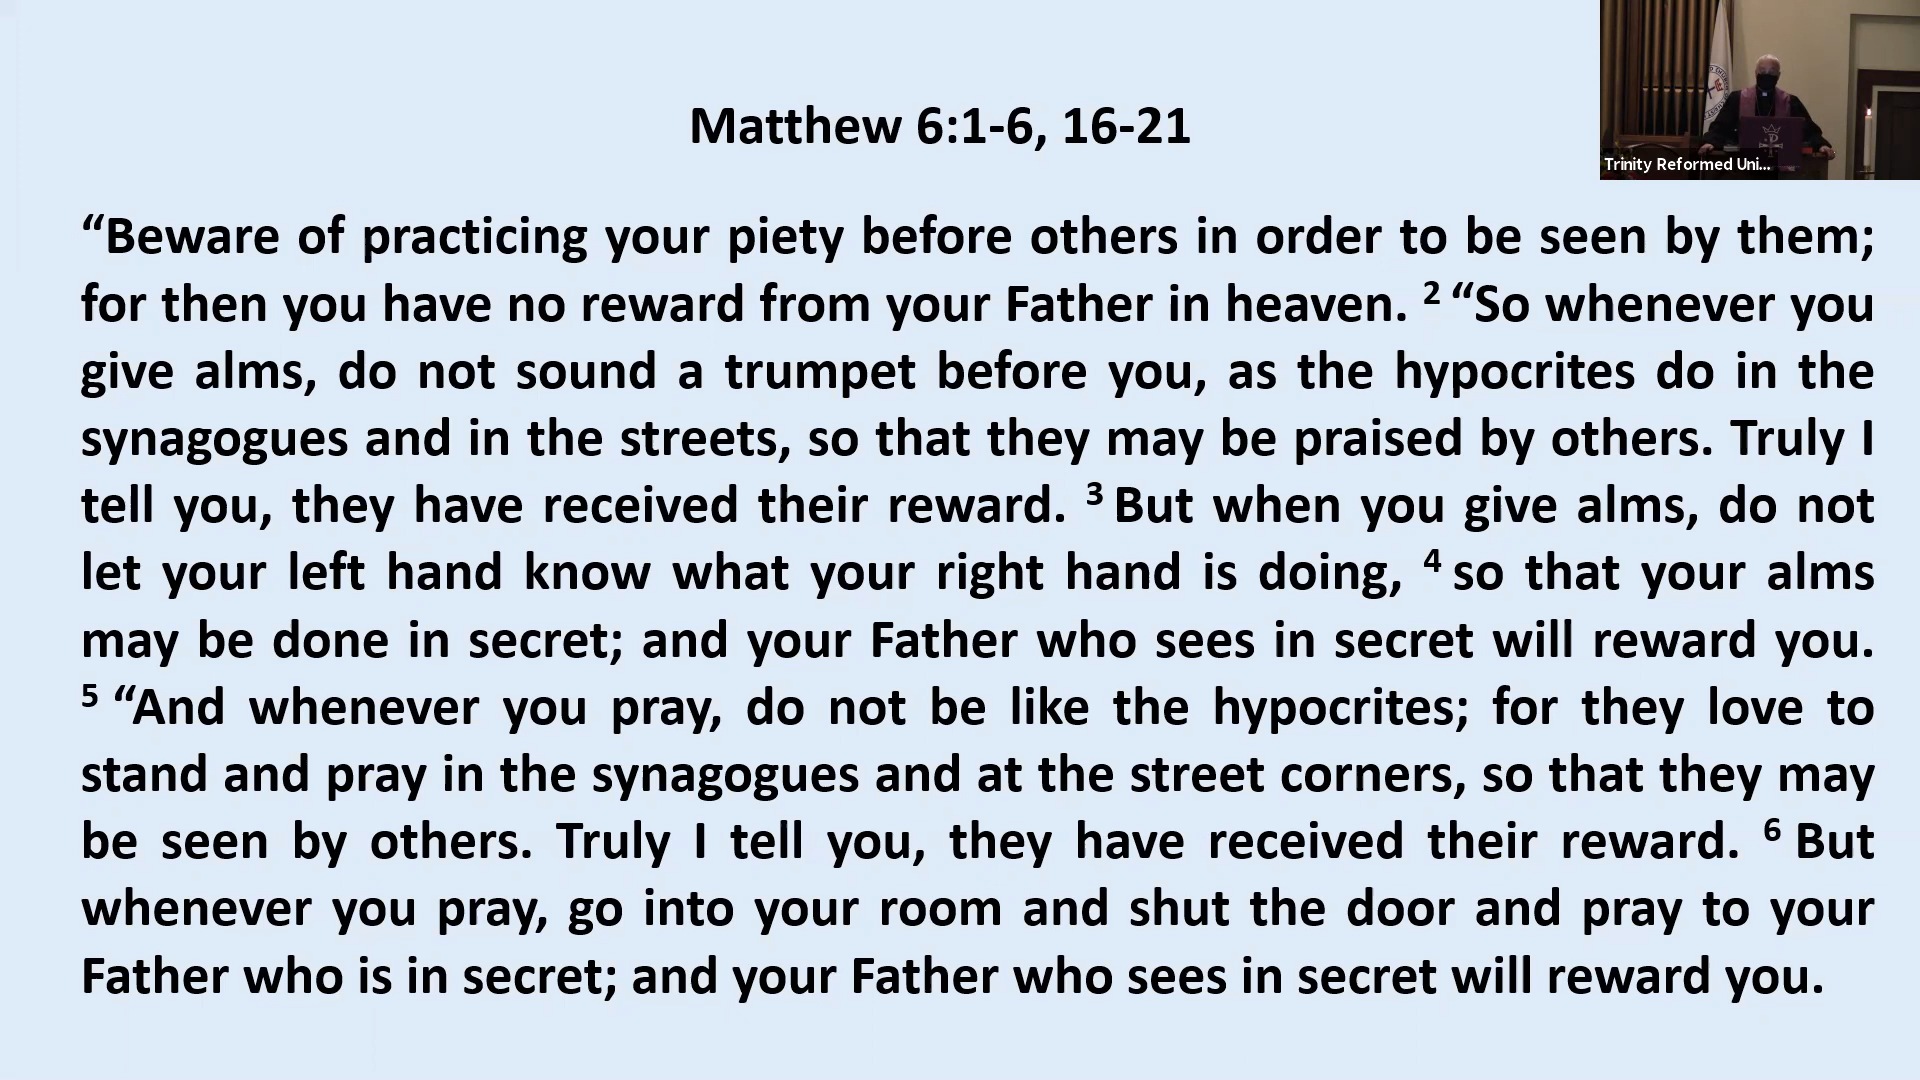 Matthew 6:1-6, 16-21
Trinity Reformed Uni...
“Beware of practicing your piety before others in order to be seen by them;
for then you have no reward from your Father in heaven. ² “So whenever you
give alms, do not sound a trumpet before you, as the hypocrites do in the
synagogues and in the streets, so that they may be praised by others. Truly I
tell you, they have received their reward. ³ But when you give alms, do not
let your left hand know what your right hand is doing, ⁴ so that your alms
may be done in secret; and your Father who sees in secret will reward you.
⁵ “And whenever you pray, do not be like the hypocrites; for they love to
stand and pray in the synagogues and at the street corners, so that they may
be seen by others. Truly I tell you, they have received their reward. ⁶ But
whenever you pray, go into your room and shut the door and pray to your
Father who is in secret; and your Father who sees in secret will reward you.